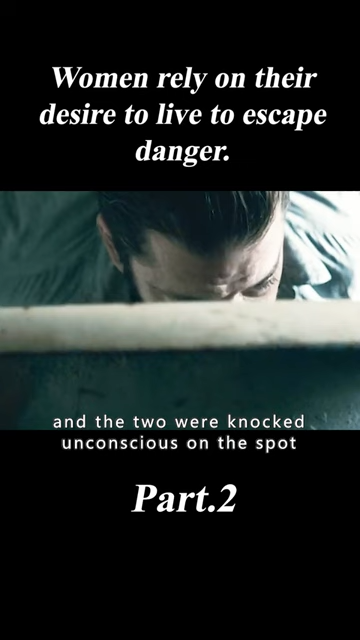 Women rely on their
desire to live to escape
danger.
and the two were knocked
unconscious on the spot
Part.2